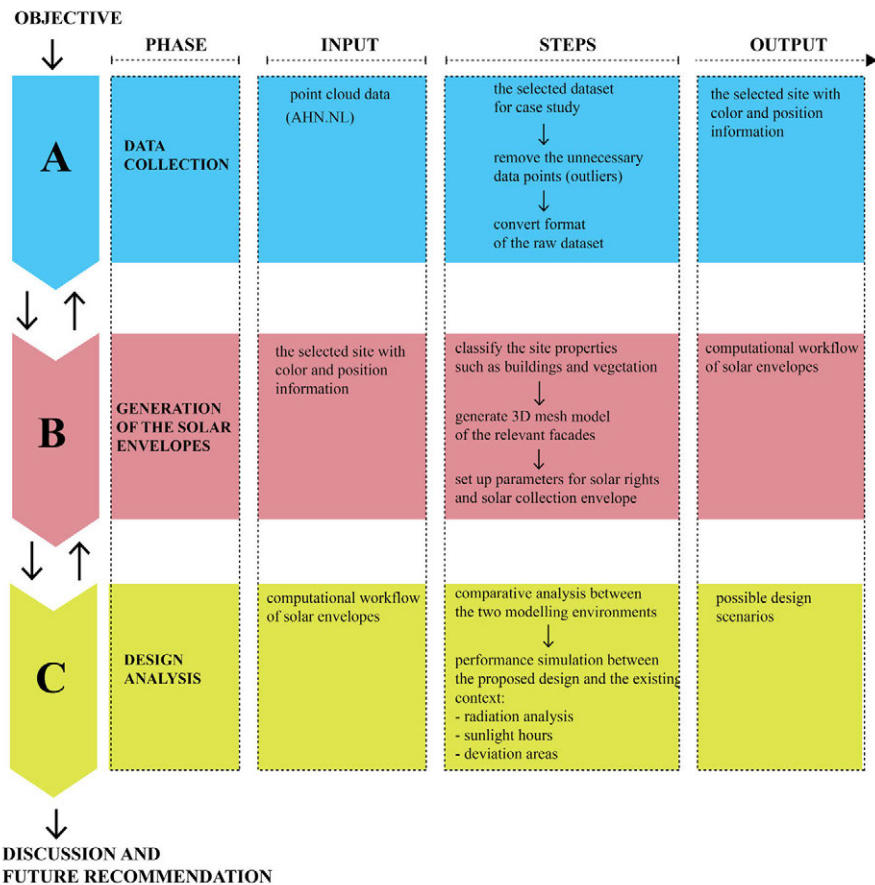 OBJECTIVE
PHASE
INPUT
STEPS
OUTPUT
A
DATA
COLLECTION
point cloud data
(AHN.NL)
the selected dataset
for case study
remove the unnecessary
data points (outliers)
convert format
of the raw dataset
the selected site with
color and position
information
B
GENERATION
OF THE SOLAR
ENVELOPES
the selected site with
color and position
information
classify the site properties
such as buildings and vegetation
generate 3D mesh model
of the relevant facades
set up parameters for solar rights
and solar collection envelope
computational workflow
of solar envelopes
C
DESIGN
ANALYSIS
computational workflow
of solar envelopes
comparative analysis between
the two modelling environments
performance simulation between
the proposed design and the existing
context:
- radiation analysis
- sunlight hours
- deviation areas
possible design
scenarios
DISCUSSION AND
FUTURE RECOMMENDATION